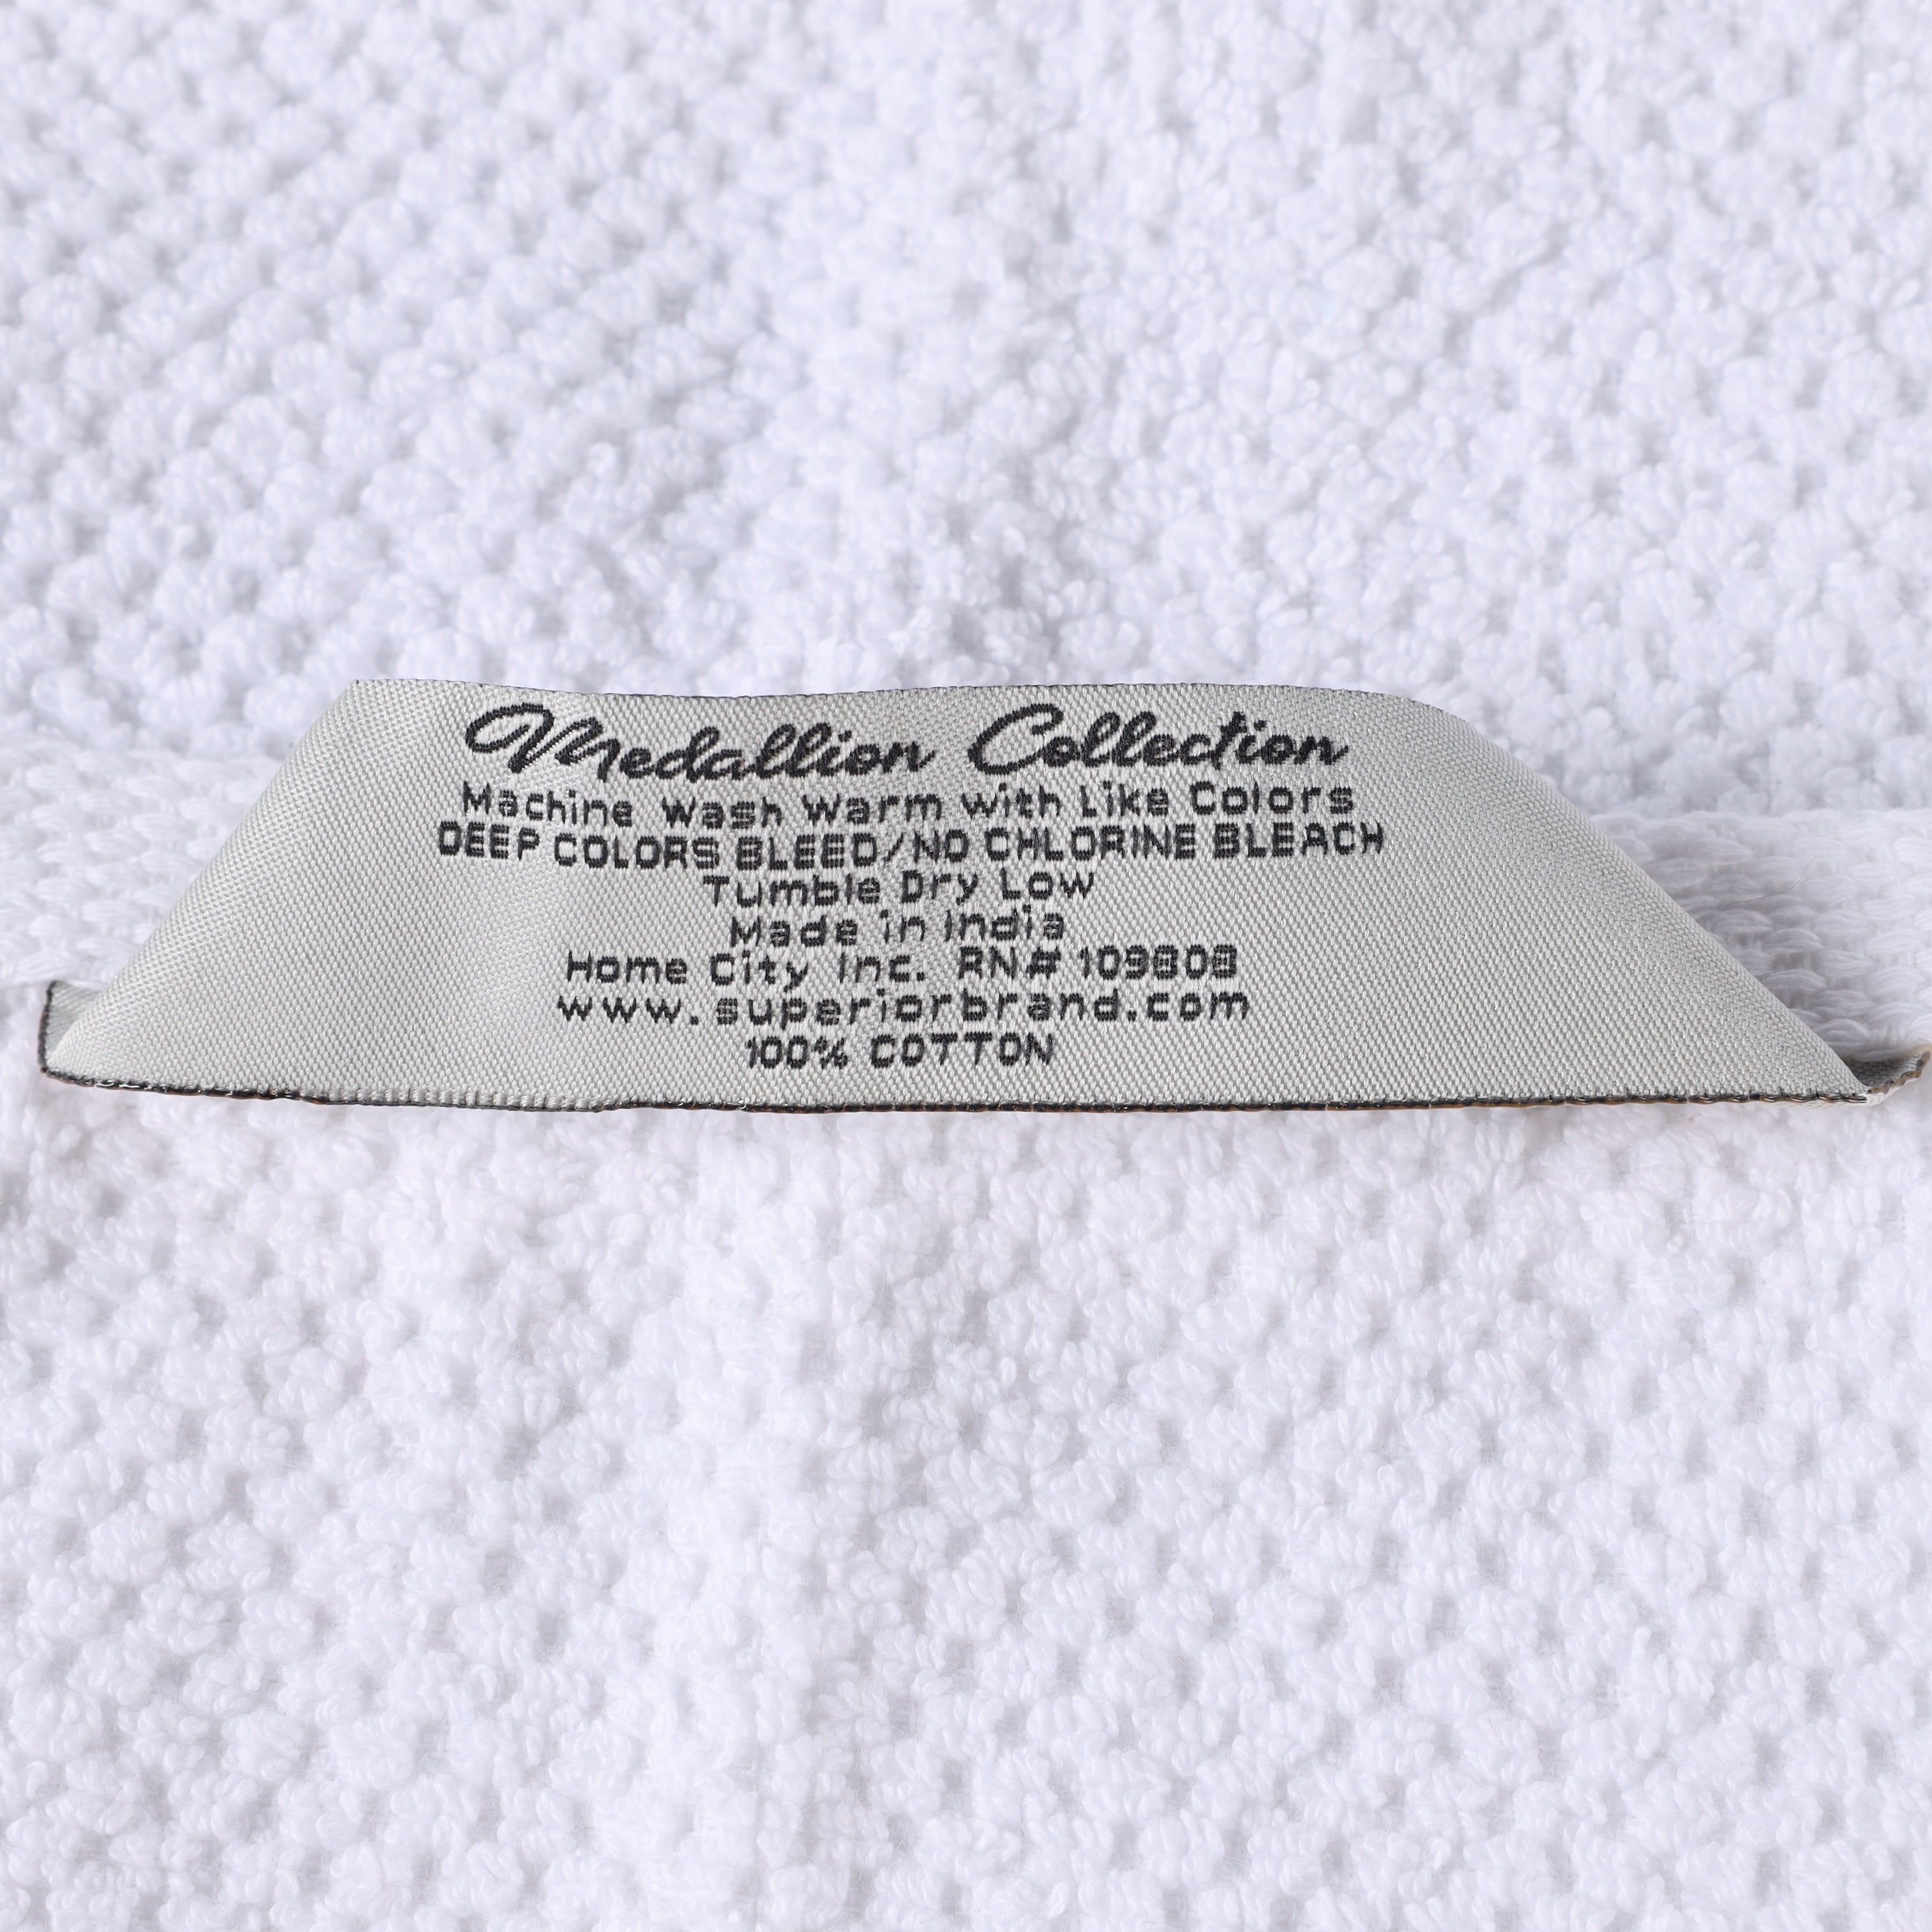 Medallion Collection
Machine Wash Warm with Like Colors
DEEP COLORS BLEED/NO CHLORINE BLEACH
Tumble Dry Low
Made in India
Home City Inc. RN# 109808
www.superiorbrand.com
100% COTTON